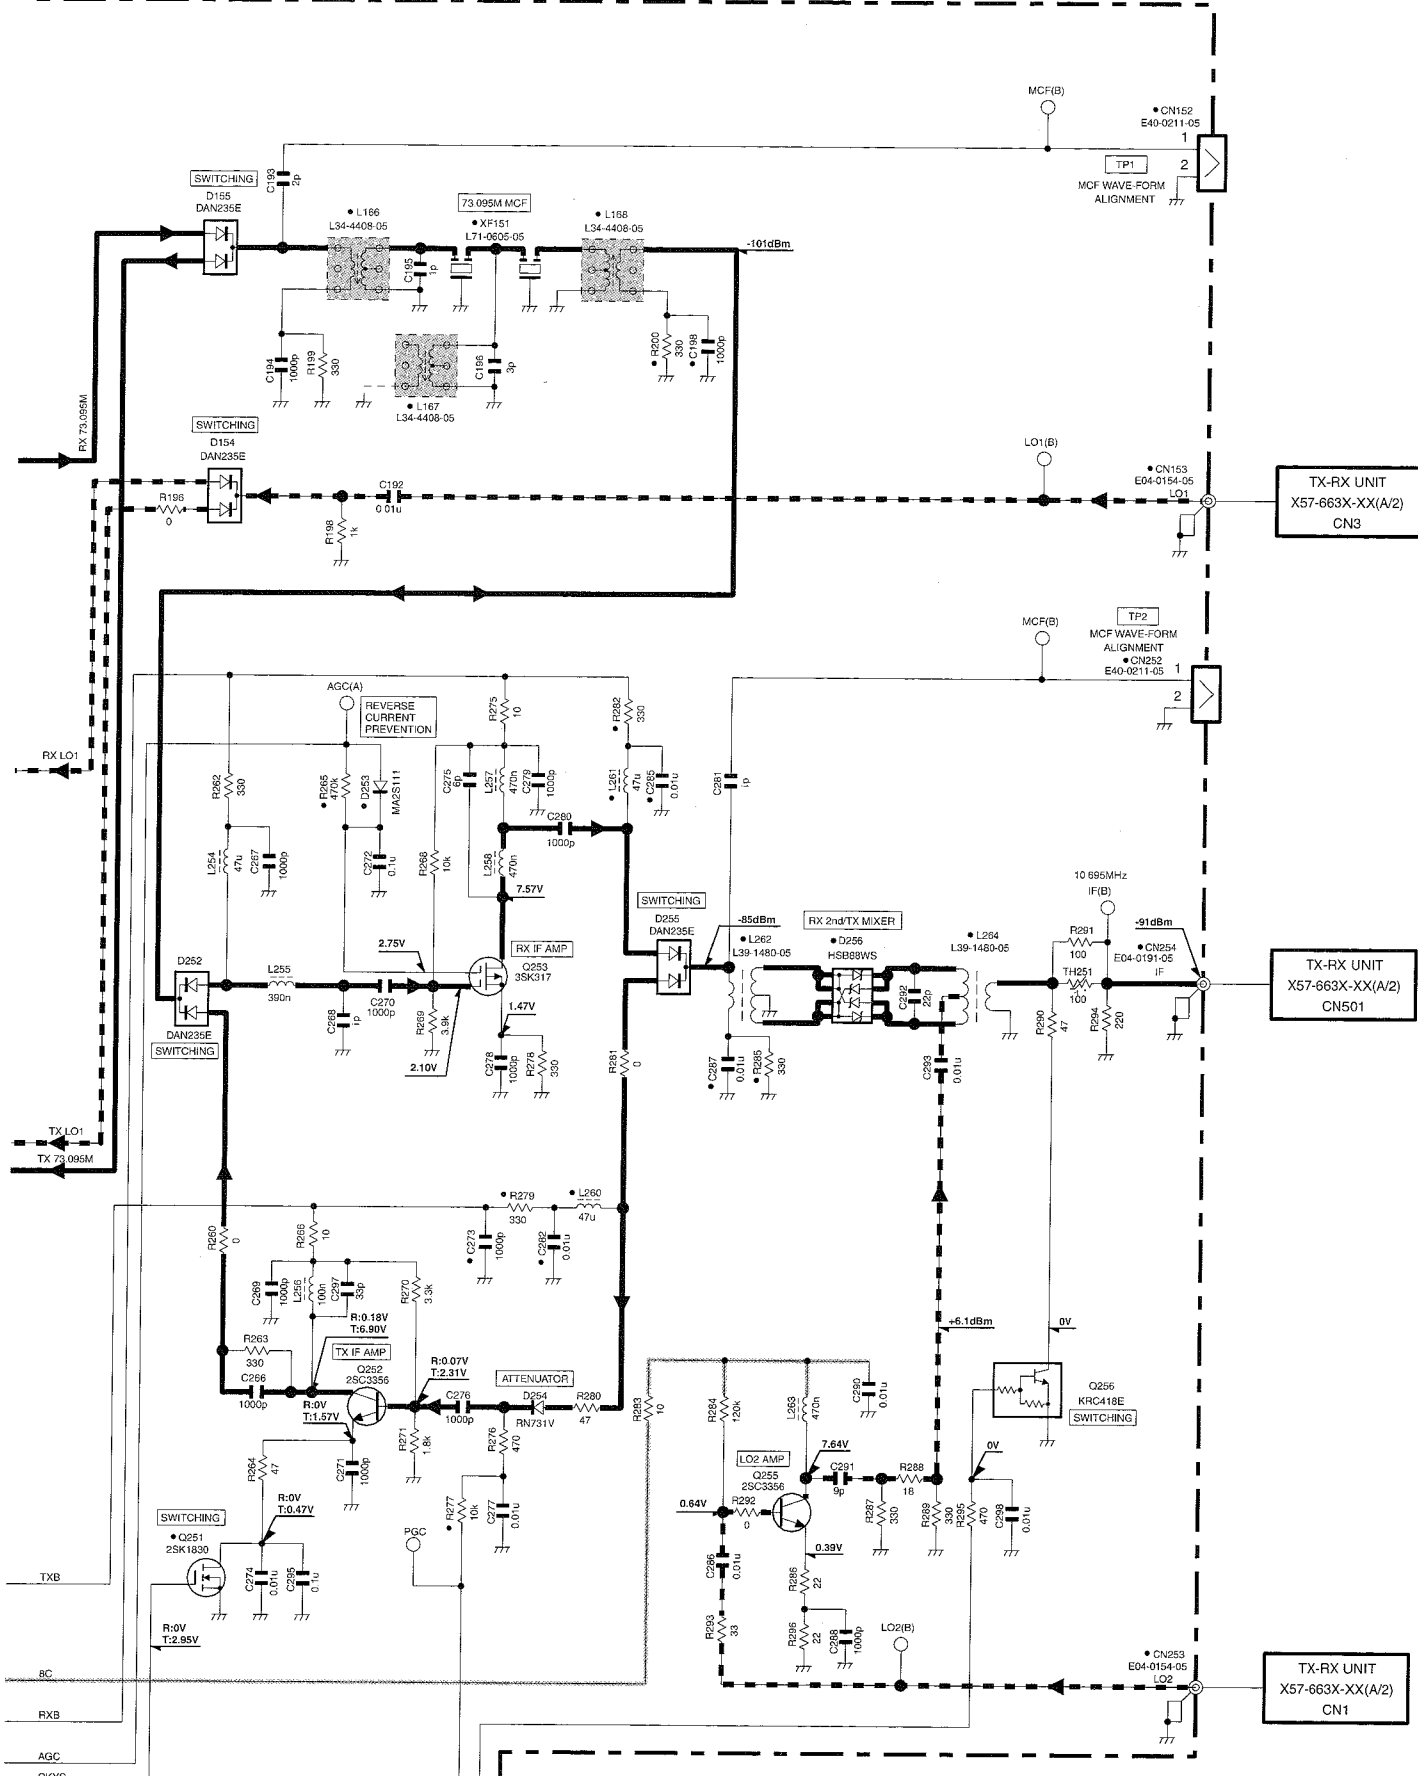 MCF(B)
• CN152
E40-0211-05
1
2
TP1
MCF WAVE-FORM
ALIGNMENT
SWITCHING
D155
DAN235E
C193
2p
• L166
L34-4408-05
73.095M MCF
• XF151
L71-0605-05
• L168
L34-4408-05
C195
1p
-101dBm
C194
1000p
R199
330
• L167
L34-4408-05
C196
3p
• R200
330
• C198
1000p
RX 73.095M
SWITCHING
D154
DAN235E
R196
0
C192
0.01u
R198
1k
LO1(B)
• CN153
E04-0154-05
LO1
TX-RX UNIT
X57-663X-XX(A/2)
CN3
MCF(B)
TP2
MCF WAVE-FORM
ALIGNMENT
• CN252
E40-0211-05
1
2
RX LO1
AGC(A)
REVERSE
CURRENT
PREVENTION
R262
330
• R265
470k
• D253
MA2S111
R275
10
C275
6p
L257
470n
C279
1000p
• R282
330
• L261
47u
• C285
0.01u
C281
1p
L254
47u
C267
1000p
C272
0.1u
R268
10k
L258
470n
C280
1000p
7.57V
SWITCHING
D255
DAN235E
-85dBm
• L262
L39-1480-05
RX 2nd/TX MIXER
• D256
HSB88WS
• L264
L39-1480-05
10.695MHz
IF(B)
R291
100
TH251
100
-91dBm
• CN254
E04-0191-05
IF
TX-RX UNIT
X57-663X-XX(A/2)
CN501
2.75V
RX IF AMP
Q253
3SK317
D252
DAN235E
SWITCHING
L255
390n
C268
1p
C270
1000p
R269
3.9k
1.47V
2.10V
C278
1000p
R278
330
R281
0
• C287
0.01u
• R285
330
C292
22p
C293
0.01u
R290
47
R294
220
TX LO1
TX 73.095M
R260
0
R266
10
C269
1000p
L256
100n
C297
33p
R270
3.3k
• R279
330
• L260
47u
• C273
1000p
• C282
0.01u
R:0.18V
T:6.90V
TX IF AMP
Q252
2SC3356
R263
330
C266
1000p
R:0V
T:1.57V
R:0.07V
T:2.31V
C276
1000p
ATTENUATOR
D254
RN731V
R280
47
R271
1.8k
R276
470
R264
47
C271
1000p
R283
10
R284
120k
L263
470n
C290
0.01u
+6.1dBm
0V
Q256
KRC418E
SWITCHING
LO2 AMP
Q255
2SC3356
7.64V
C291
9p
R288
18
0.64V
R292
0
R287
330
R289
330
0V
R295
470
C298
0.01u
SWITCHING
• Q251
2SK1830
R:0V
T:0.47V
• R277
10k
C277
0.01u
PGC
C286
0.01u
0.39V
R286
22
R296
22
C288
1000p
R293
33
LO2(B)
C274
0.01u
C295
0.1u
TXB
R:0V
T:2.95V
8C
RXB
AGC
• CN253
E04-0154-05
LO2
TX-RX UNIT
X57-663X-XX(A/2)
CN1